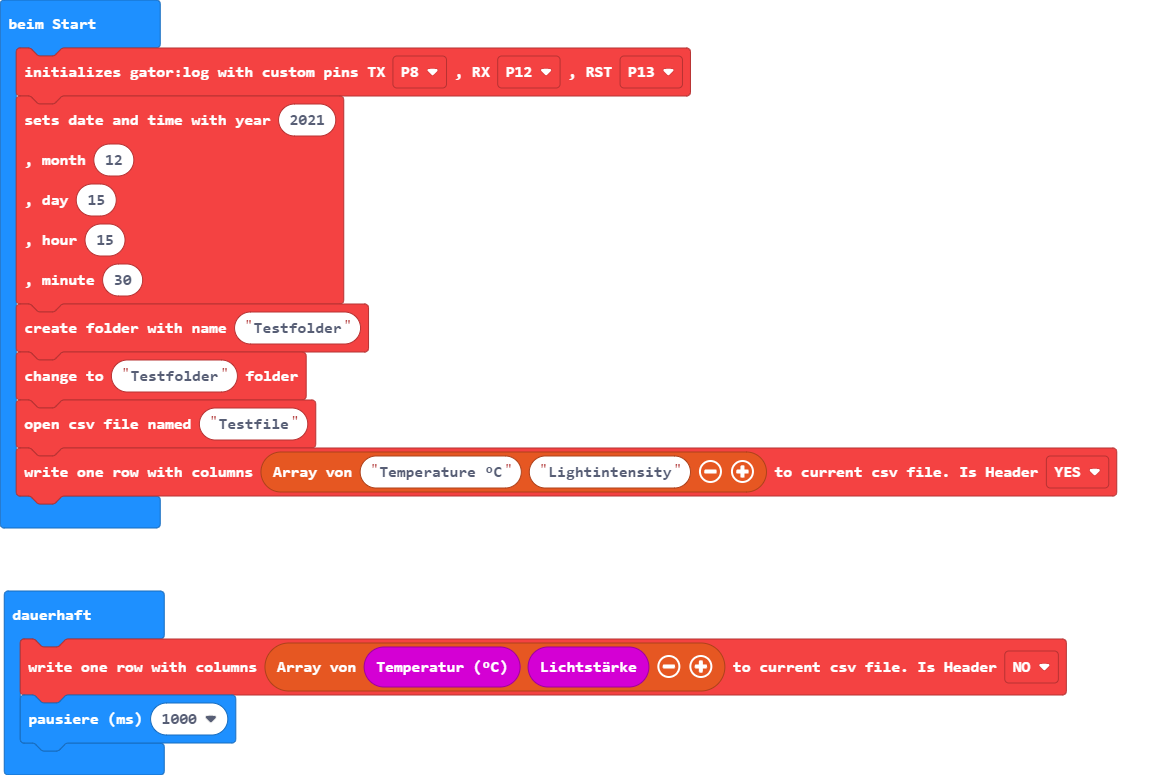 beim Start
initializes gator:log with custom pins TX P8 , RX P12 , RST P13
sets date and time with year 2021
, month 12
, day 15
, hour 15
, minute 30
create folder with name "Testfolder"
change to "Testfolder" folder
open csv file named "Testfile"
write one row with columns Array von "Temperature ºC" "Lightintensity" to current csv file. Is Header YES
dauerhaft
write one row with columns Array von Temperatur (ºC) Lichtstärke to current csv file. Is Header NO
pausiere (ms) 1000